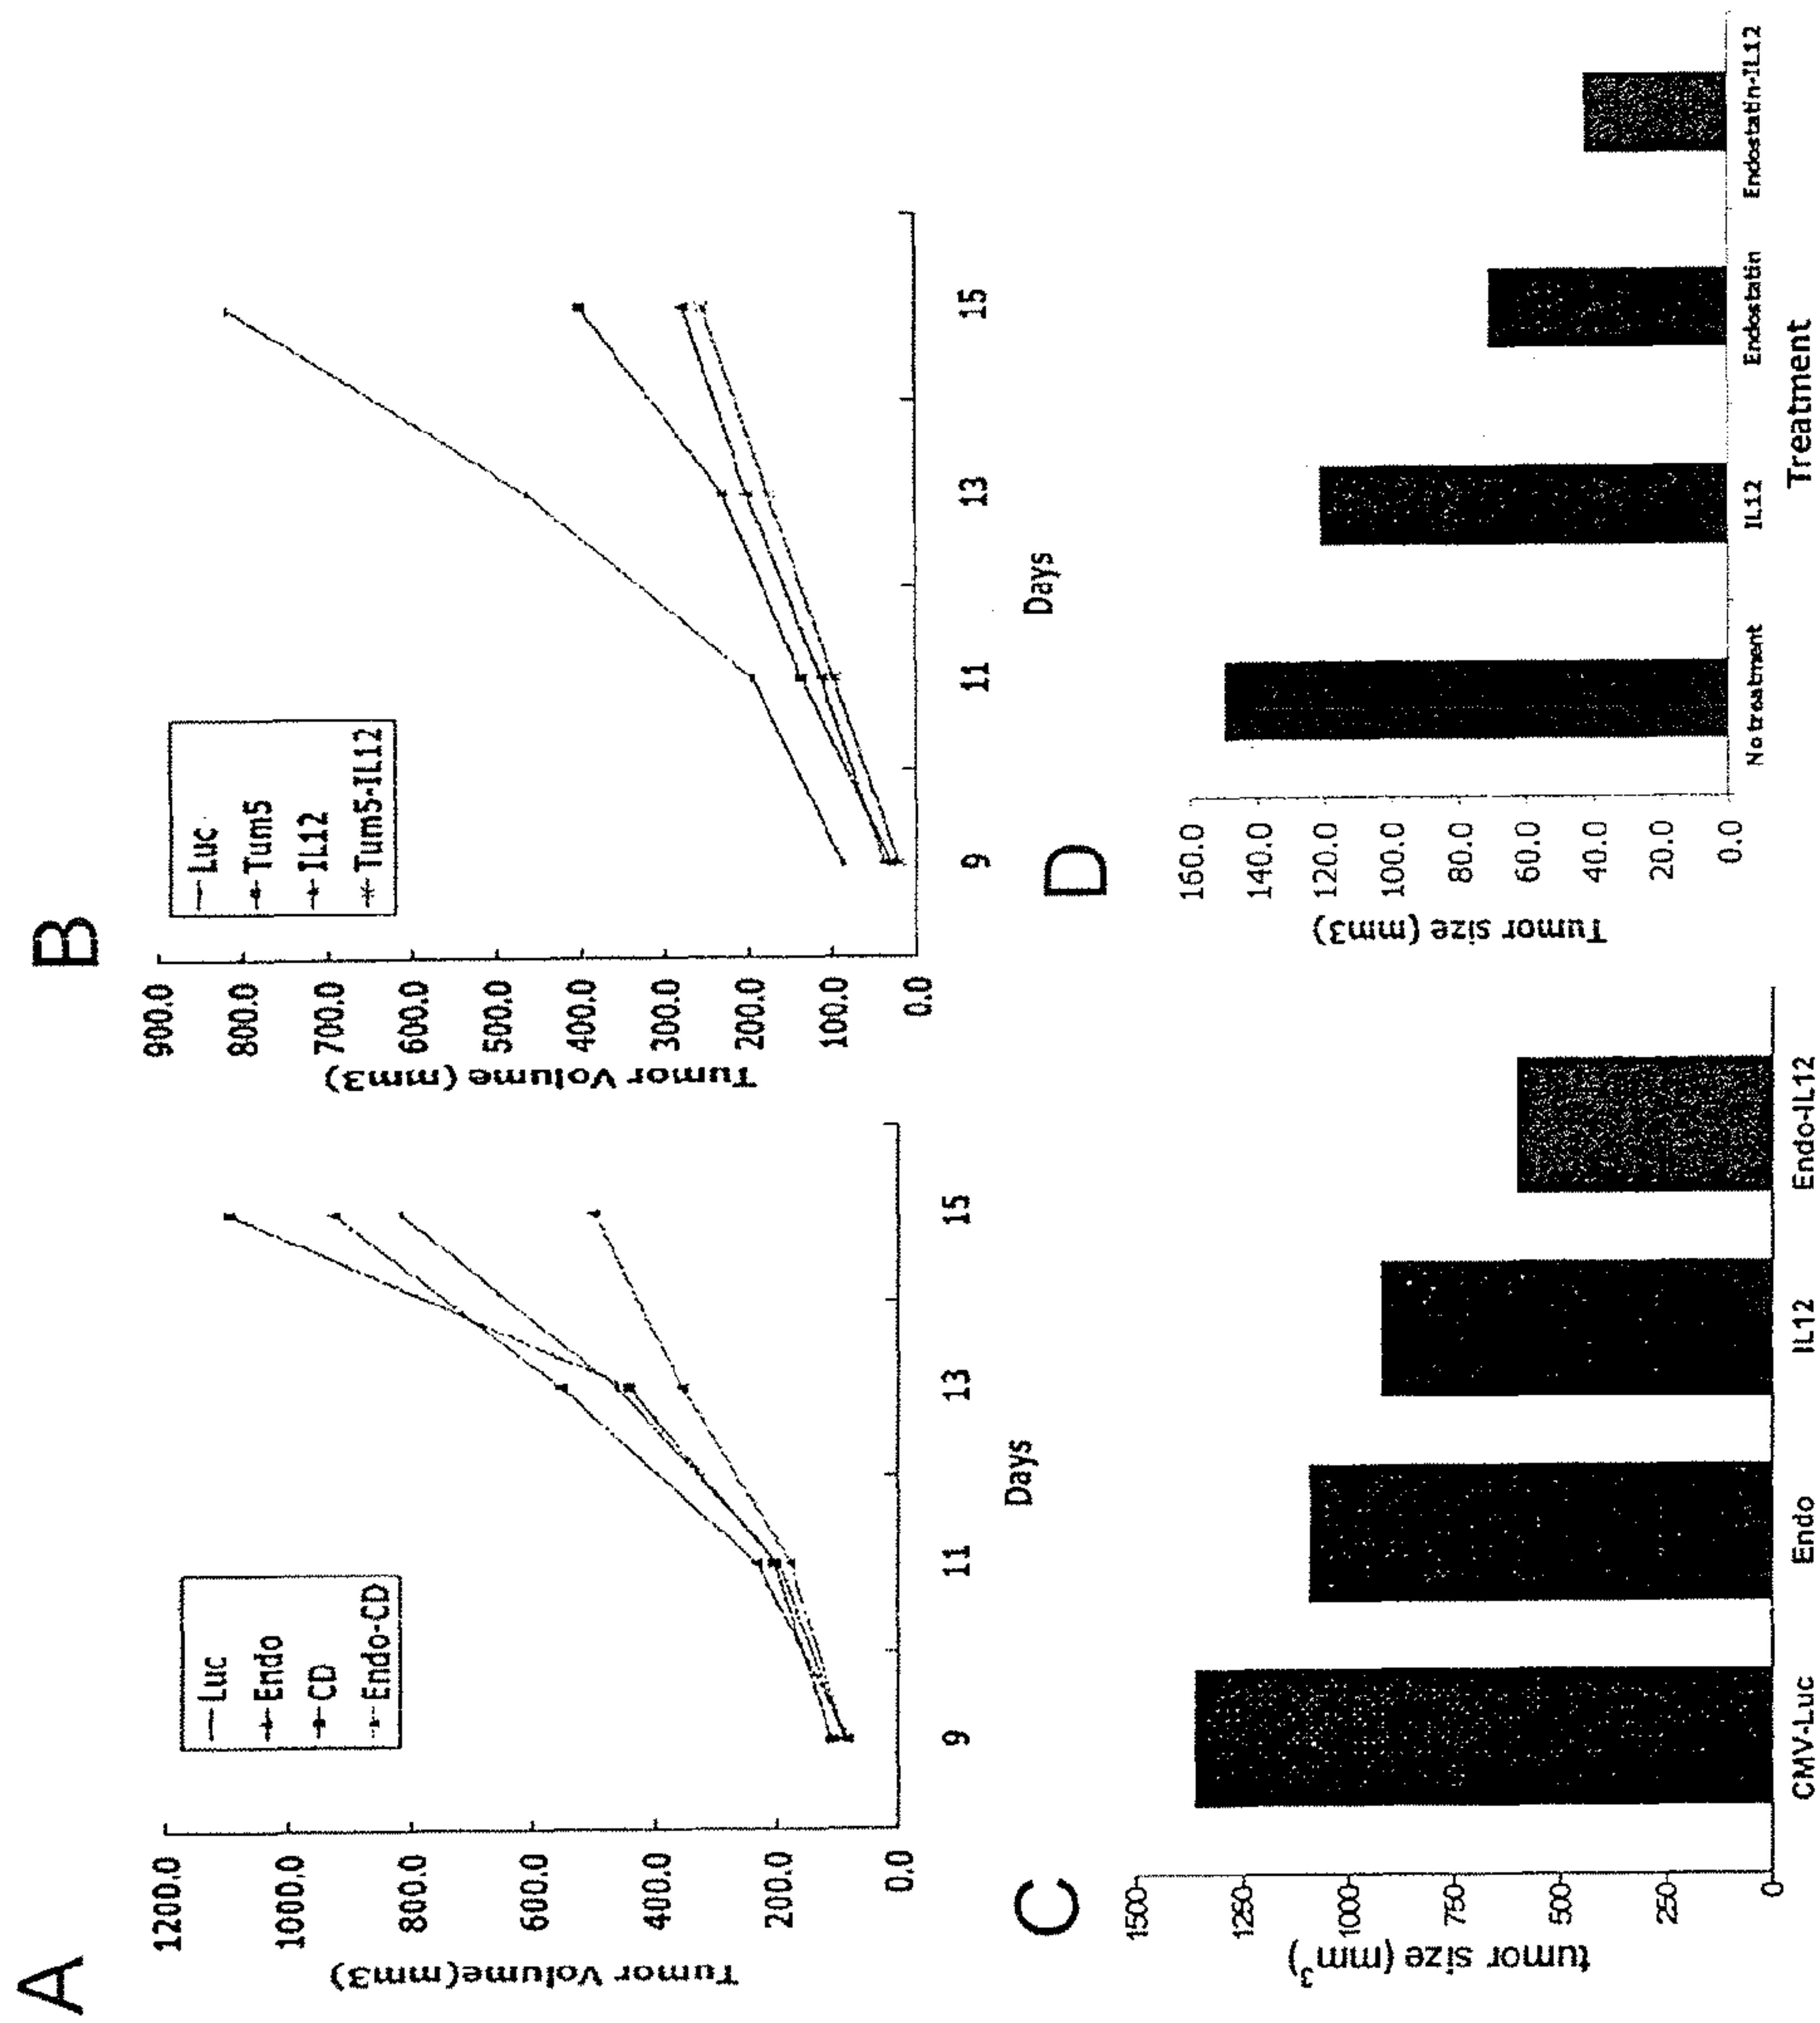 A
Tumor Volume(mm3)
1200.0
1000.0
800.0
600.0
400.0
200.0
0.0
Luc
Endo
CD
Endo-CD
9
11
13
15
Days
B
Tumor Volume (mm3)
900.0
800.0
700.0
600.0
500.0
400.0
300.0
200.0
100.0
0.0
Luc
Tum5
IL12
Tum5-IL12
9
11
13
15
Days
C
tumor size (mm³)
1500
1250
1000
750
500
250
0
CMV-Luc
Endo
IL12
Endo-IL12
D
Tumor size (mm3)
160.0
140.0
120.0
100.0
80.0
60.0
40.0
20.0
0.0
No treatment
IL12
Endostatin
Endostatin-IL12
Treatment